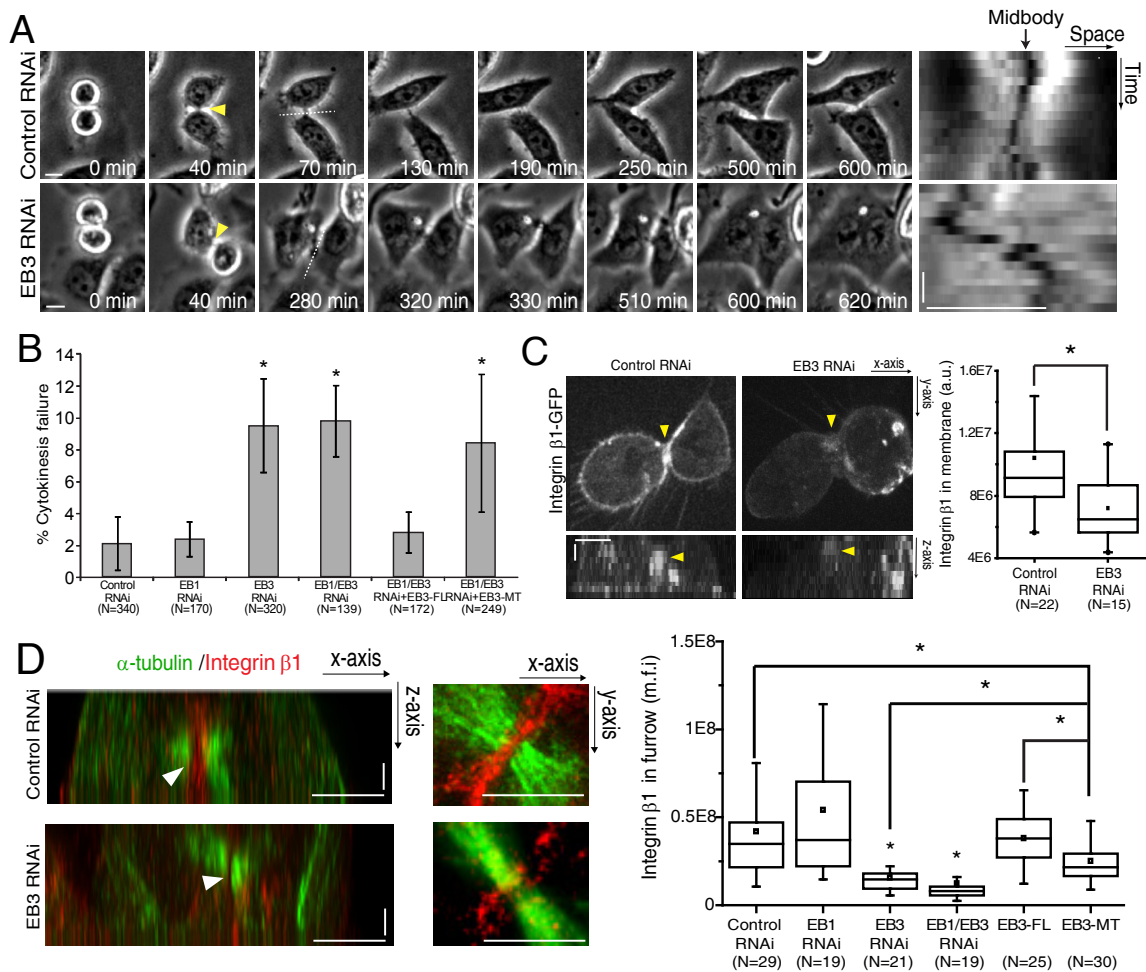 A
Control RNAi
0 min
40 min
70 min
130 min
190 min
250 min
500 min
600 min
Midbody
Space
Time
EB3 RNAi
0 min
40 min
280 min
320 min
330 min
510 min
600 min
620 min
B
% Cytokinesis failure
14
12
10
8
6
4
2
0
*
*
*
Control
RNAi
(N=340)
EB1
RNAi
(N=170)
EB3
RNAi
(N=320)
EB1/EB3
RNAi
(N=139)
EB1/EB3
RNAi+EB3-FL
(N=172)
EB1/EB3
RNAi+EB3-MT
(N=249)
C
Control RNAi
EB3 RNAi
x-axis
y-axis
z-axis
Integrin β1-GFP
Integrin β1 in membrane (a.u.)
1.6E7
1.2E7
8E6
4E6
*
Control
RNAi
(N=22)
EB3
RNAi
(N=15)
D
α-tubulin /Integrin β1
x-axis
z-axis
x-axis
y-axis
Control RNAi
EB3 RNAi
Integrin β1 in furrow (m.f.i)
1.5E8
1E8
0.5E8
0
*
*
*
*
*
Control
RNAi
(N=29)
EB1
RNAi
(N=19)
EB3
RNAi
(N=21)
EB1/EB3
RNAi
(N=19)
EB3-FL
(N=25)
EB3-MT
(N=30)